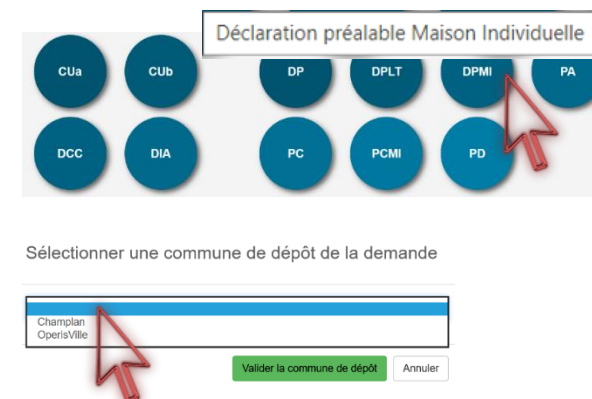 Déclaration préalable Maison Individuelle
CUa CUb DP DPLT DPMI PA
DCC DIA PC PCMI PD
Sélectionner une commune de dépôt de la demande
Champlan
OperisVille
Valider la commune de dépôt Annuler